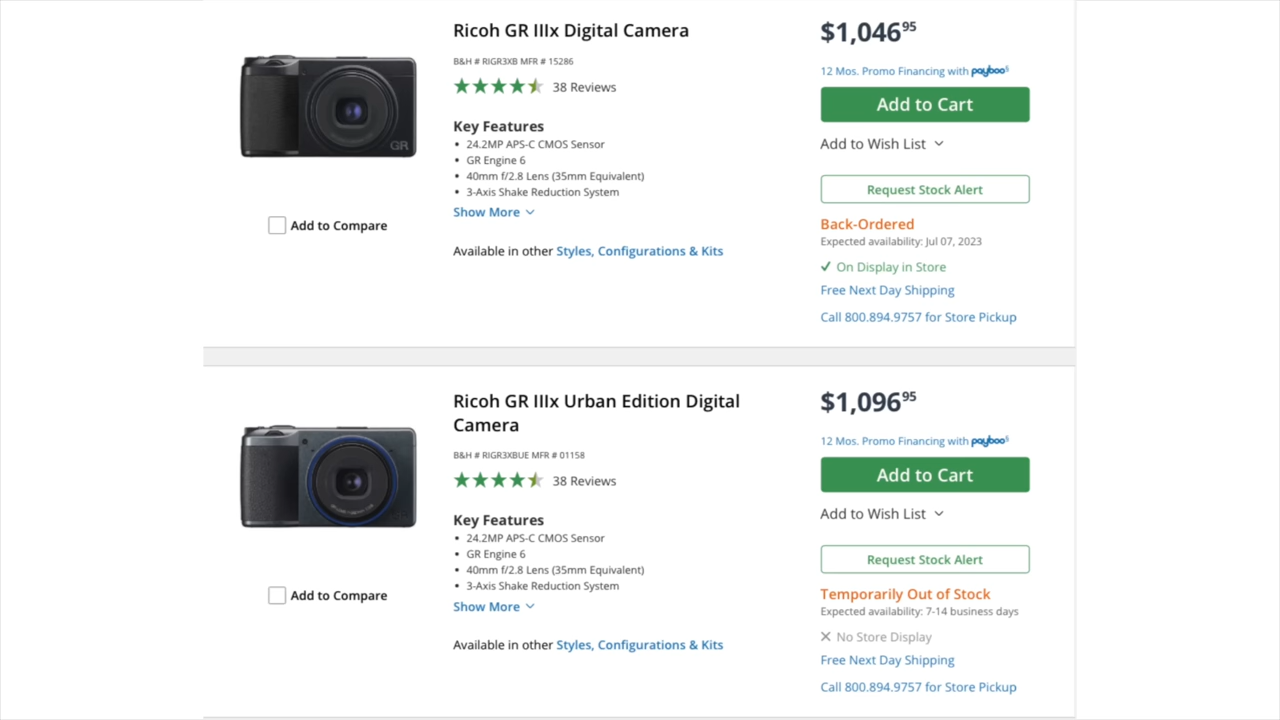 Ricoh GR IIIx Digital Camera
B&H # RIGR3XB MFR # 15286
38 Reviews
Key Features
• 24.2MP APS-C CMOS Sensor
• GR Engine 6
• 40mm f/2.8 Lens (35mm Equivalent)
• 3-Axis Shake Reduction System
Show More
Available in other Styles, Configurations & Kits
GR
Add to Compare
$1,046.95
12 Mos. Promo Financing with payboo§
Add to Cart
Add to Wish List
Request Stock Alert
Back-Ordered
Expected availability: Jul 07, 2023
On Display in Store
Free Next Day Shipping
Call 800.894.9757 for Store Pickup
Ricoh GR IIIx Urban Edition Digital
Camera
B&H # RIGR3XBUE MFR # 01158
38 Reviews
Key Features
• 24.2MP APS-C CMOS Sensor
• GR Engine 6
• 40mm f/2.8 Lens (35mm Equivalent)
• 3-Axis Shake Reduction System
Show More
Available in other Styles, Configurations & Kits
Add to Compare
$1,096.95
12 Mos. Promo Financing with payboo§
Add to Cart
Add to Wish List
Request Stock Alert
Temporarily Out of Stock
Expected availability: 7-14 business days
No Store Display
Free Next Day Shipping
Call 800.894.9757 for Store Pickup